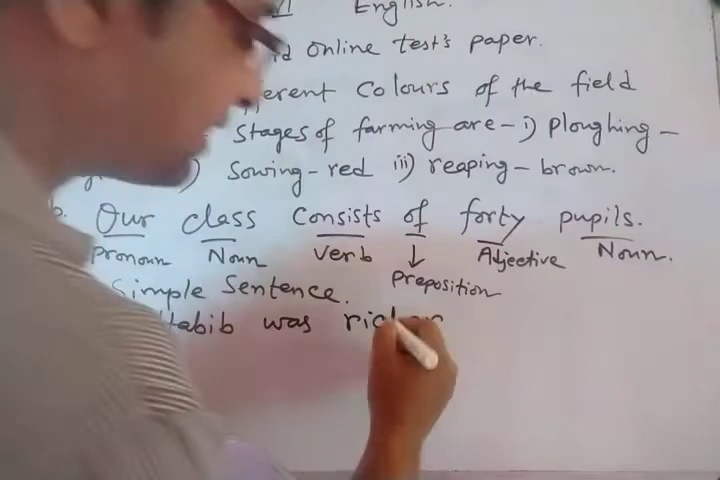 English.
online test's paper.
Colours of the field
Stages of farming are - i) Ploughing -
Sowing - red iii) reaping - brown.
Our class consists of forty pupils.
Pronoun Noun verb ↓ Adjective Noun.
Preposition
Simple Sentence.
Habib was